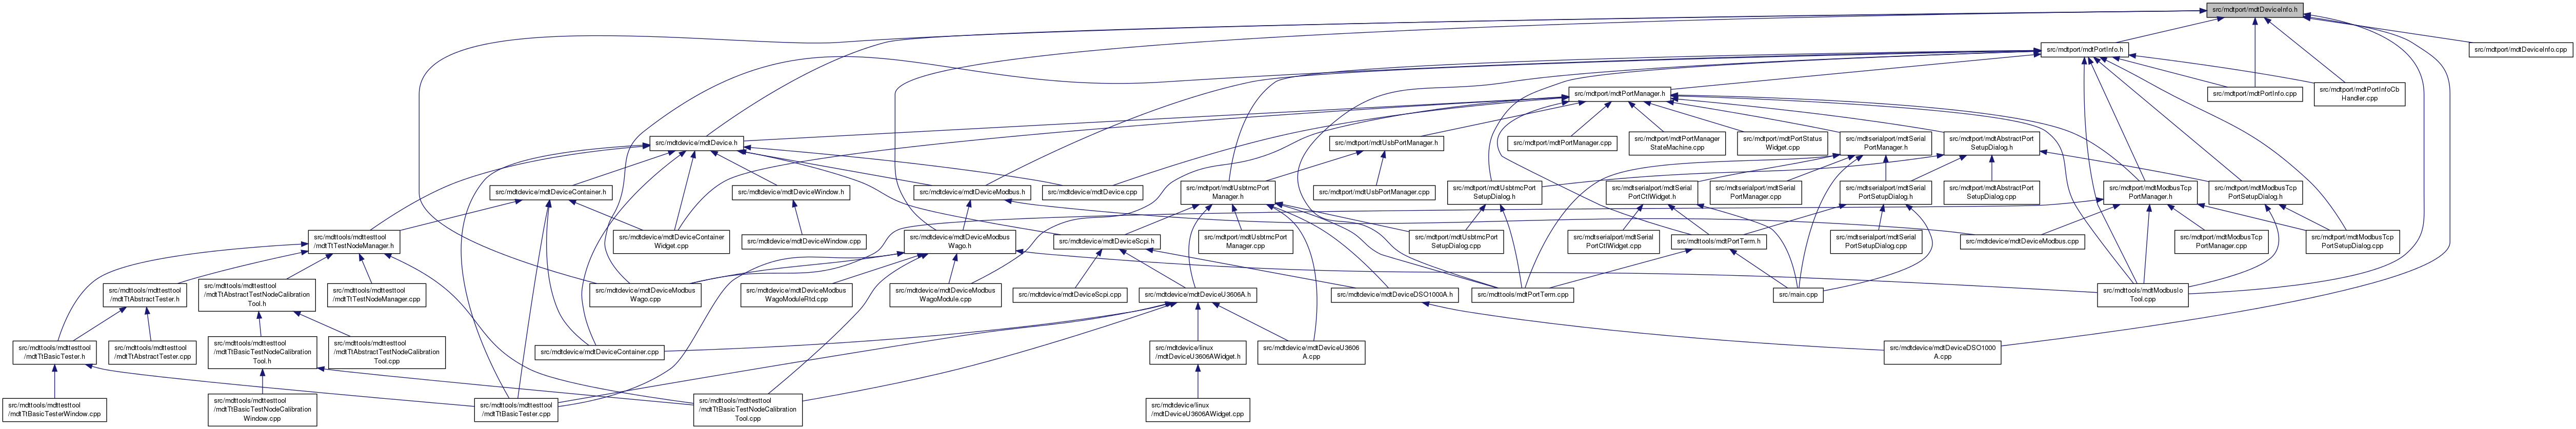 src/mdtport/mdtDeviceInfo.h
src/mdtport/mdtPortInfo.h
src/mdtport/mdtDeviceInfo.cpp
src/mdtport/mdtPortManager.h
src/mdtport/mdtPortInfo.cpp
src/mdtport/mdtPortInfoCb
Handler.cpp
src/mdtdevice/mdtDevice.h
src/mdtport/mdtUsbPortManager.h
src/mdtport/mdtPortManager.cpp
src/mdtport/mdtPortManager
StateMachine.cpp
src/mdtport/mdtPortStatus
Widget.cpp
src/mdtserialport/mdtSerial
PortManager.h
src/mdtport/mdtAbstractPort
SetupDialog.h
src/mdtdevice/mdtDeviceContainer.h
src/mdtdevice/mdtDeviceWindow.h
src/mdtdevice/mdtDeviceModbus.h
src/mdtdevice/mdtDevice.cpp
src/mdtport/mdtUsbtmcPort
Manager.h
src/mdtport/mdtUsbPortManager.cpp
src/mdtport/mdtUsbtmcPort
SetupDialog.h
src/mdtserialport/mdtSerial
PortCtlWidget.h
src/mdtserialport/mdtSerial
PortManager.cpp
src/mdtserialport/mdtSerial
PortSetupDialog.h
src/mdtport/mdtAbstractPort
SetupDialog.cpp
src/mdtport/mdtModbusTcp
PortManager.h
src/mdtport/mdtModbusTcp
PortSetupDialog.h
src/mdttools/mdttesttool
/mdtTtTestNodeManager.h
src/mdtdevice/mdtDeviceContainer
Widget.cpp
src/mdtdevice/mdtDeviceWindow.cpp
src/mdtdevice/mdtDeviceModbus
Wago.h
src/mdtdevice/mdtDeviceScpi.h
src/mdtport/mdtUsbtmcPort
Manager.cpp
src/mdtport/mdtUsbtmcPort
SetupDialog.cpp
src/mdtserialport/mdtSerial
PortCtlWidget.cpp
src/mdttools/mdtPortTerm.h
src/mdtserialport/mdtSerial
PortSetupDialog.cpp
src/mdtdevice/mdtDeviceModbus.cpp
src/mdtport/mdtModbusTcp
PortManager.cpp
src/mdtport/mdtModbusTcp
PortSetupDialog.cpp
src/mdttools/mdttesttool
/mdtTtAbstractTester.h
src/mdttools/mdttesttool
/mdtTtAbstractTestNodeCalibration
Tool.h
src/mdttools/mdttesttool
/mdtTtTestNodeManager.cpp
src/mdtdevice/mdtDeviceModbus
Wago.cpp
src/mdtdevice/mdtDeviceModbus
WagoModuleRtd.cpp
src/mdtdevice/mdtDeviceModbus
WagoModule.cpp
src/mdtdevice/mdtDeviceScpi.cpp
src/mdtdevice/mdtDeviceU3606A.h
src/mdtdevice/mdtDeviceDSO1000A.h
src/mdttools/mdtPortTerm.cpp
src/main.cpp
src/mdttools/mdtModbusIo
Tool.cpp
src/mdttools/mdttesttool
/mdtTtBasicTester.h
src/mdttools/mdttesttool
/mdtTtAbstractTester.cpp
src/mdttools/mdttesttool
/mdtTtBasicTestNodeCalibration
Tool.h
src/mdttools/mdttesttool
/mdtTtAbstractTestNodeCalibration
Tool.cpp
src/mdtdevice/mdtDeviceContainer.cpp
src/mdtdevice/linux
/mdtDeviceU3606AWidget.h
src/mdtdevice/mdtDeviceU3606
A.cpp
src/mdtdevice/mdtDeviceDSO1000
A.cpp
src/mdttools/mdttesttool
/mdtTtBasicTesterWindow.cpp
src/mdttools/mdttesttool
/mdtTtBasicTestNodeCalibration
Window.cpp
src/mdttools/mdttesttool
/mdtTtBasicTester.cpp
src/mdttools/mdttesttool
/mdtTtBasicTestNodeCalibration
Tool.cpp
src/mdtdevice/linux
/mdtDeviceU3606AWidget.cpp